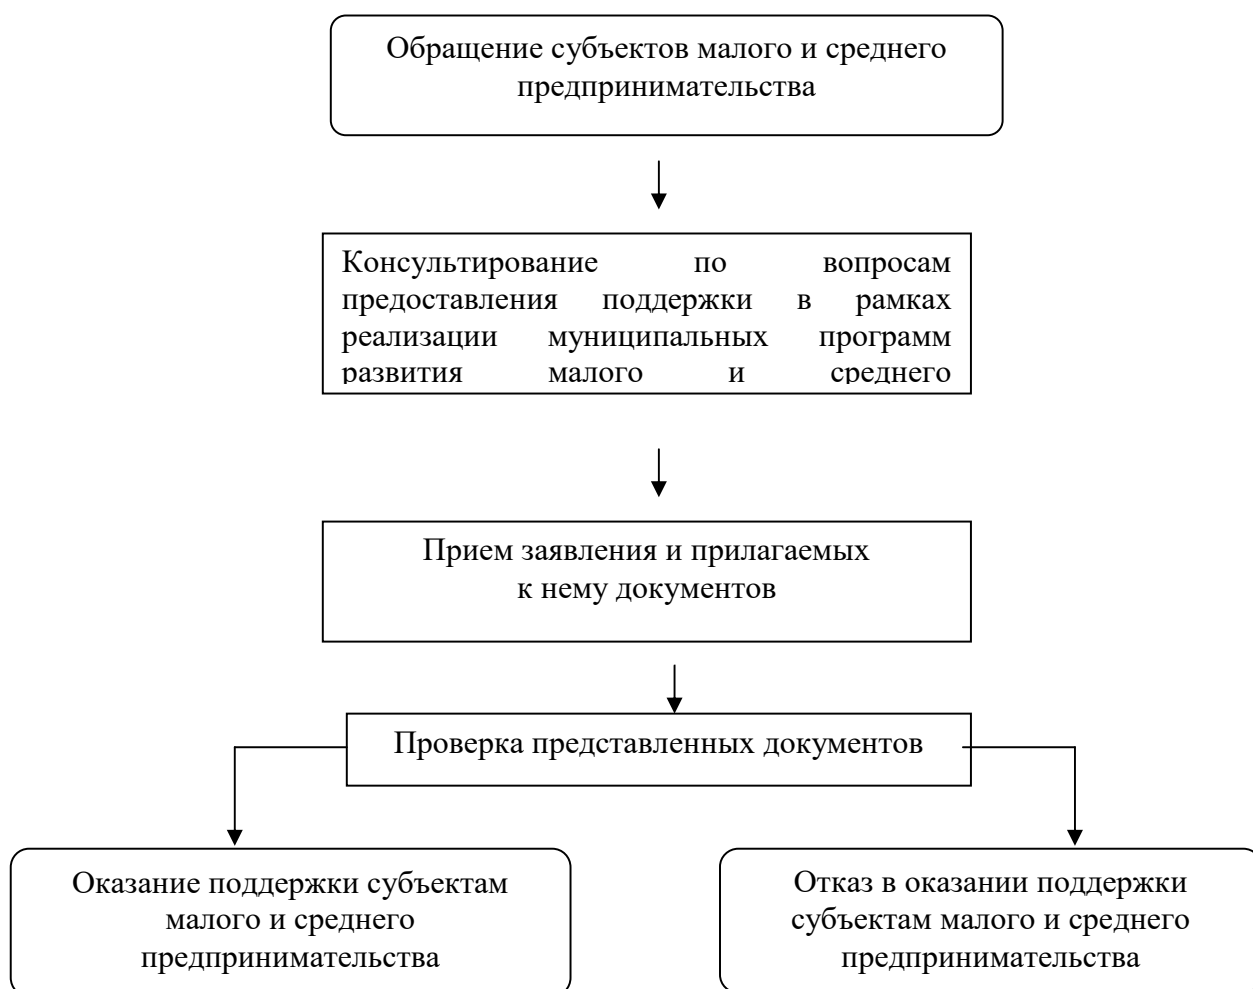 Обращение субъектов малого и среднего
предпринимательства
Консультирование по вопросам
предоставления поддержки в рамках
реализации муниципальных программ
развития малого и среднего
Прием заявления и прилагаемых
к нему документов
Проверка представленных документов
Оказание поддержки субъектам
малого и среднего
предпринимательства
Отказ в оказании поддержки
субъектам малого и среднего
предпринимательства